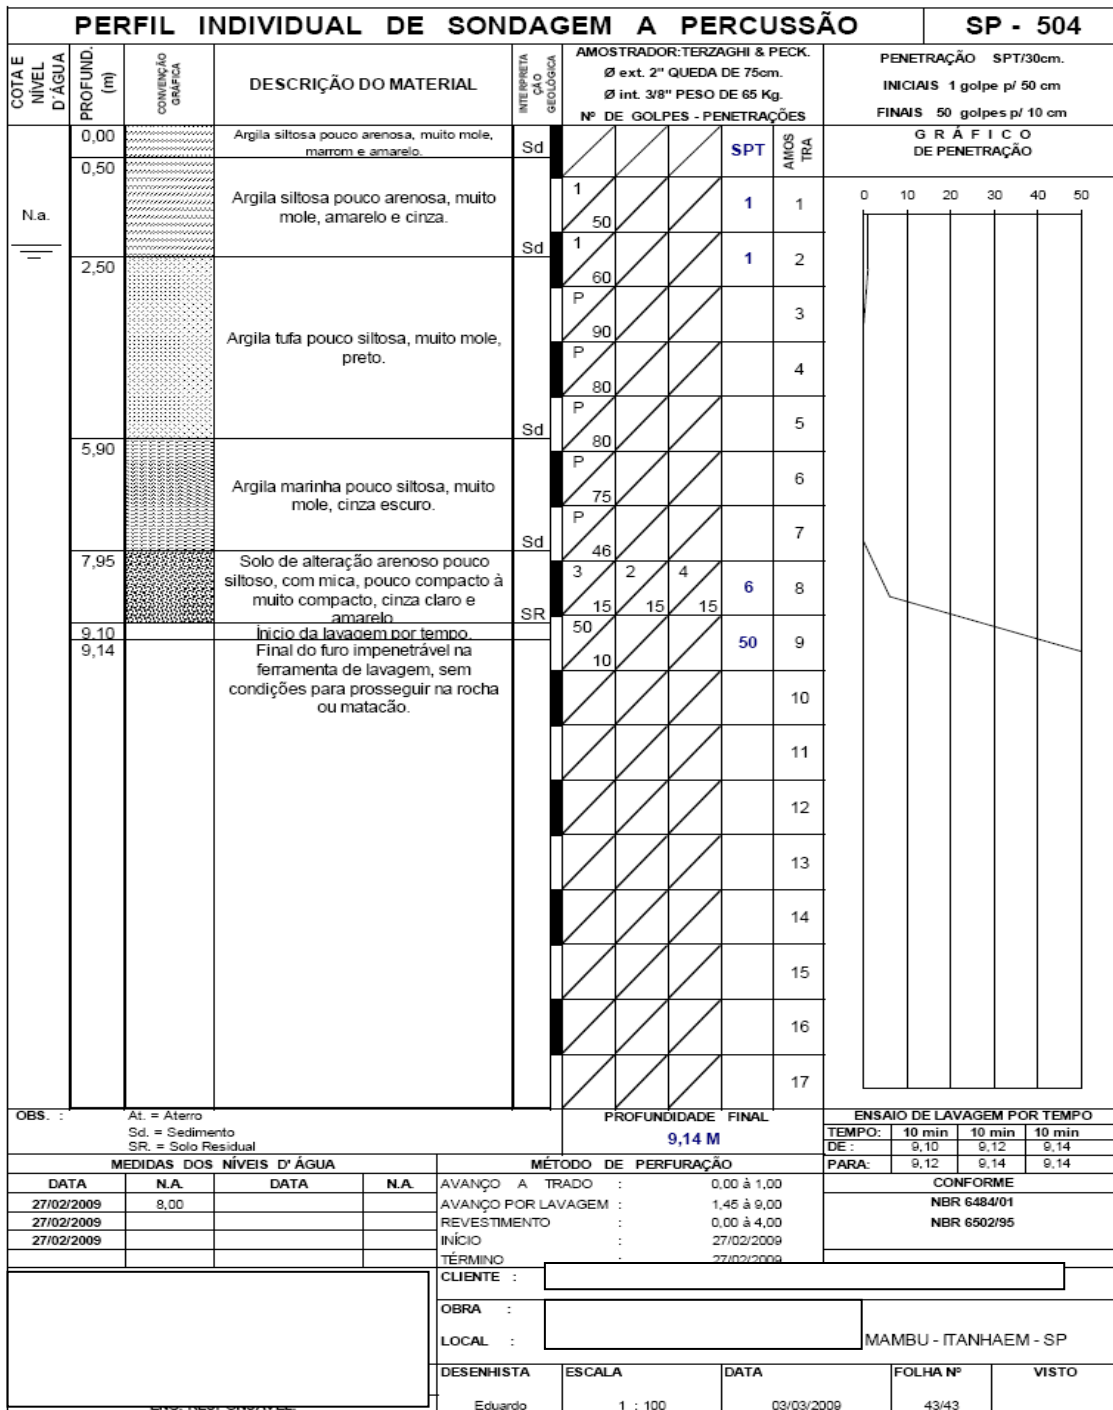 PERFIL INDIVIDUAL DE SONDAGEM A PERCUSSÃO
SP - 504
COTA E NÍVEL D'ÁGUA
PROFUND. (m)
CONVENÇÃO GRÁFICA
DESCRIÇÃO DO MATERIAL
INTERPRETA ÇÃO GEOLÓGICA
AMOSTRADOR:TERZAGHI & PECK.
Ø ext. 2" QUEDA DE 75cm.
Ø int. 3/8" PESO DE 65 Kg.
Nº DE GOLPES - PENETRAÇÕES
PENETRAÇÃO SPT/30cm.
INICIAIS 1 golpe p/ 50 cm
FINAIS 50 golpes p/ 10 cm
SPT
AMOS TRA
GRÁFICO
DE PENETRAÇÃO
0 10 20 30 40 50
0,00
Argila siltosa pouco arenosa, muito mole,
marrom e amarelo.
Sd
0,50
N.a.
Argila siltosa pouco arenosa, muito
mole, amarelo e cinza.
Sd
1 50 1 1
1 60 1 2
2,50
Argila tufa pouco siltosa, muito mole,
preto.
Sd
P 90 3
P 80 4
P 80 5
5,90
Argila marinha pouco siltosa, muito
mole, cinza escuro.
Sd
P 75 6
P 46 7
7,95
Solo de alteração arenoso pouco
siltoso, com mica, pouco compacto à
muito compacto, cinza claro e
amarelo
SR
3 15 2 15 4 15 6 8
9.10
Ínicio da lavagem por tempo.
50 10 50 9
9,14
Final do furo impenetrável na
ferramenta de lavagem, sem
condições para prosseguir na rocha
ou matacão.
10
11
12
13
14
15
16
17
OBS. :
At. = Aterro
Sd. = Sedimento
SR. = Solo Residual
PROFUNDIDADE FINAL
9,14 M
ENSAIO DE LAVAGEM POR TEMPO
TEMPO: 10 min 10 min 10 min
DE : 9,10 9,12 9,14
PARA: 9,12 9,14 9,14
MEDIDAS DOS NÍVEIS D' ÁGUA
DATA N.A. DATA N.A.
27/02/2009 8,00
27/02/2009
27/02/2009
MÉTODO DE PERFURAÇÃO
AVANÇO A TRADO : 0,00 à 1,00
AVANÇO POR LAVAGEM : 1,45 à 9,00
REVESTIMENTO : 0,00 à 4,00
INÍCIO : 27/02/2009
TÉRMINO : 27/02/2009
CONFORME
NBR 6484/01
NBR 6502/95
CLIENTE :
OBRA :
LOCAL :
MAMBU - ITANHAEM - SP
DESENHISTA
Eduardo
ESCALA
1 : 100
DATA
03/03/2009
FOLHA Nº
43/43
VISTO